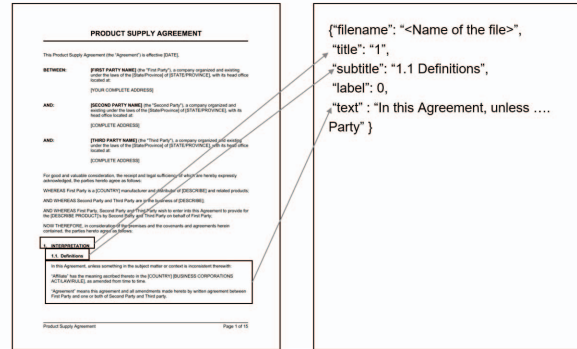 PRODUCT SUPPLY AGREEMENT
This Product Supply Agreement (the "Agreement") is effective [DATE].
BETWEEN: [FIRST PARTY NAME] (the "First Party"), a company organized and existing
under the laws of the [State/Province] of [STATE/PROVINCE], with its head office
located at:
[YOUR COMPLETE ADDRESS]
AND: [SECOND PARTY NAME] (the "Second Party"), a company organized and
existing under the laws of the [State/Province] of [STATE/PROVINCE], with its
head office located at:
[COMPLETE ADDRESS]
AND: [THIRD PARTY NAME] (the "Third Party"), a company organized and existing
under the laws of the [State/Province] of [STATE/PROVINCE], with its head office
located at:
[COMPLETE ADDRESS]
For good and valuable consideration, the receipt and legal sufficiency of which are hereby expressly
acknowledged, the parties hereto agree as follows:
WHEREAS First Party is a [COUNTRY] manufacturer and distributor of [DESCRIBE] and related products;
AND WHEREAS Second Party and Third Party are in the business of [DESCRIBE];
AND WHEREAS First Party, Second Party and Third Party wish to enter into this Agreement to provide for
the [DESCRIBE PRODUCT]'s by Second Party and Third Party on behalf of First Party;
NOW THEREFORE, in consideration of the premises and the covenants and agreements herein
contained, the parties hereto agree as follows:
1. INTERPRETATION
1.1. Definitions
In this Agreement, unless something in the subject matter or context is inconsistent therewith:
"Affiliate" has the meaning ascribed thereto in the [COUNTRY] [BUSINESS CORPORATIONS
ACT/LAW/RULE], as amended from time to time.
"Agreement" means this agreement and all amendments made hereby by written agreement between
First Party and one or both of Second Party and Third party.
Product Supply Agreement Page 1 of 15
{"filename": "<Name of the file>",
"title": "1",
"subtitle": "1.1 Definitions",
"label": 0,
"text" : "In this Agreement, unless ….
Party" }